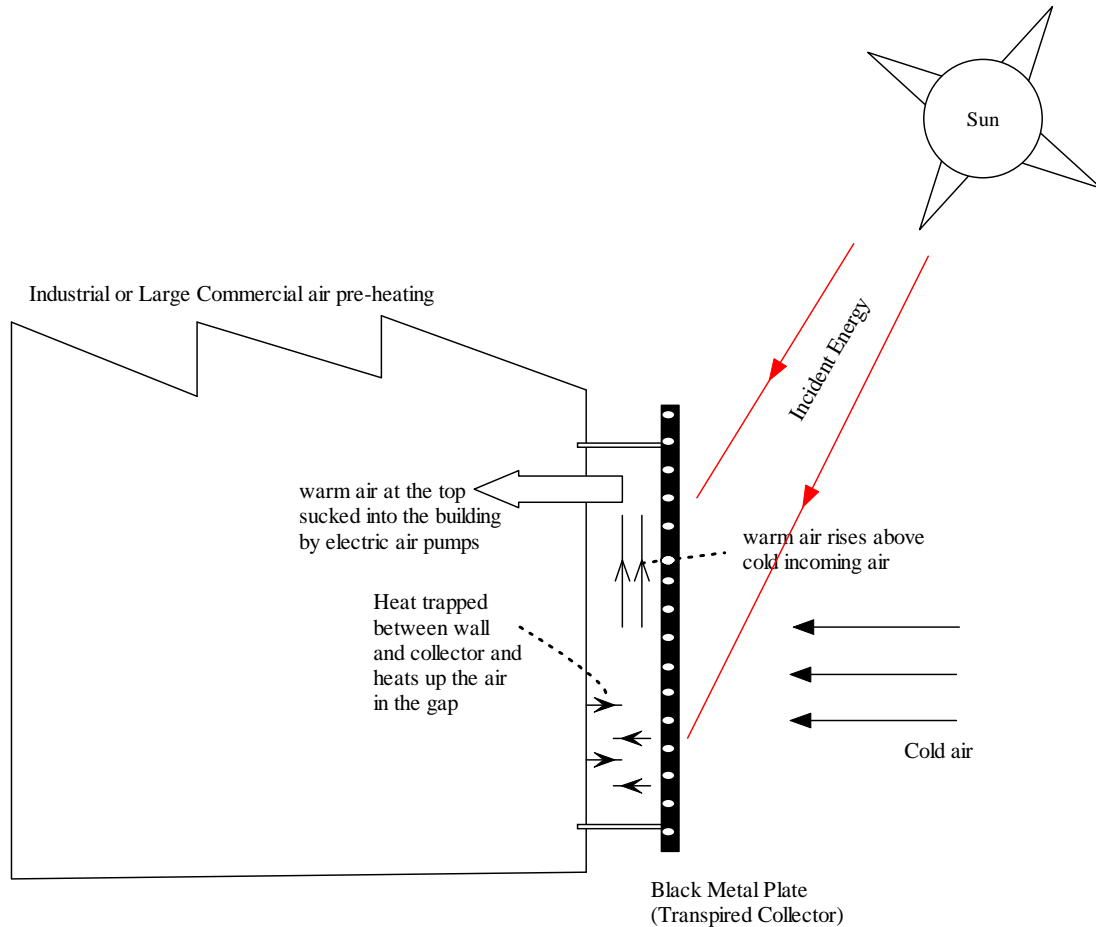 Sun
Industrial or Large Commercial air pre-heating
Incident Energy
warm air at the top
sucked into the building
by electric air pumps
warm air rises above
cold incoming air
Heat trapped
between wall
and collector and
heats up the air
in the gap
Cold air
Black Metal Plate
(Transpired Collector)